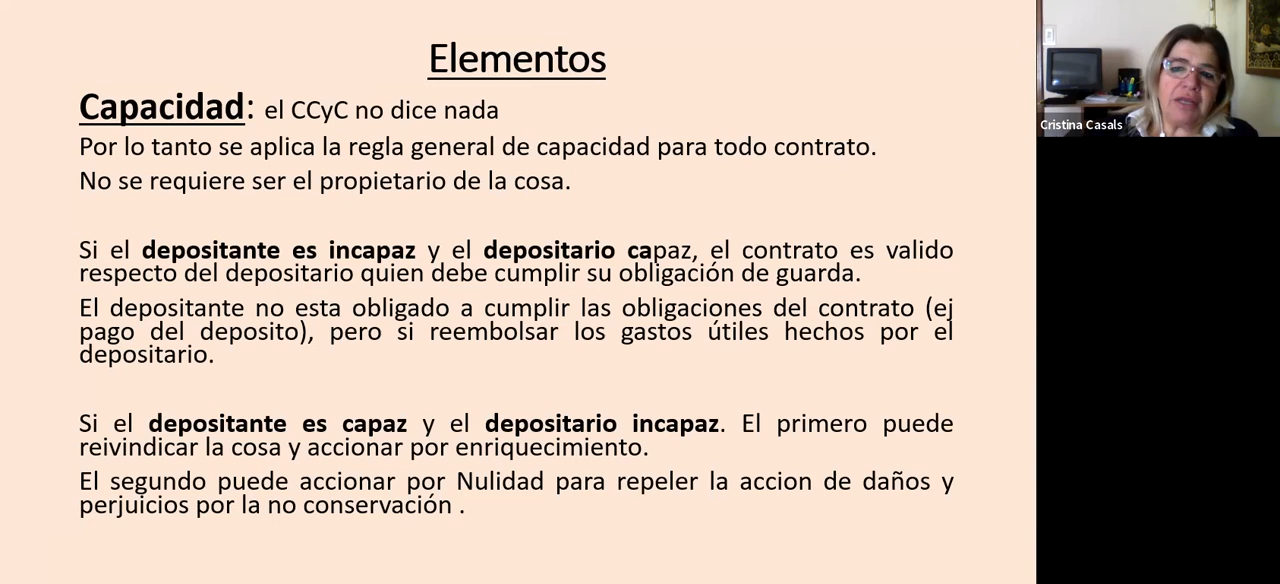 Elementos
Capacidad: el CCyC no dice nada
Por lo tanto se aplica la regla general de capacidad para todo contrato.
No se requiere ser el propietario de la cosa.
Si el depositante es incapaz y el depositario capaz, el contrato es valido
respecto del depositario quien debe cumplir su obligación de guarda.
El depositante no esta obligado a cumplir las obligaciones del contrato (ej
pago del deposito), pero si reembolsar los gastos útiles hechos por el
depositario.
Si el depositante es capaz y el depositario incapaz. El primero puede
reivindicar la cosa y accionar por enriquecimiento.
El segundo puede accionar por Nulidad para repeler la accion de daños y
perjuicios por la no conservación .
Cristina Casals